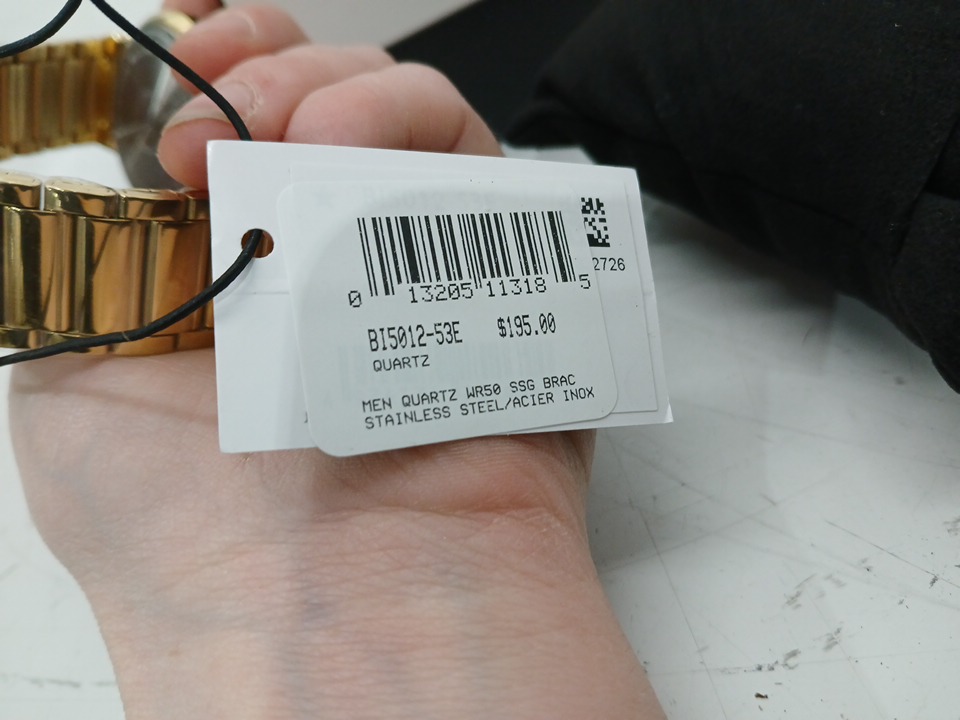 2726
0 13205 11318 5
BI5012-53E $195.00
QUARTZ
MEN QUARTZ WR50 SSG BRAC
STAINLESS STEEL/ACIER INOX